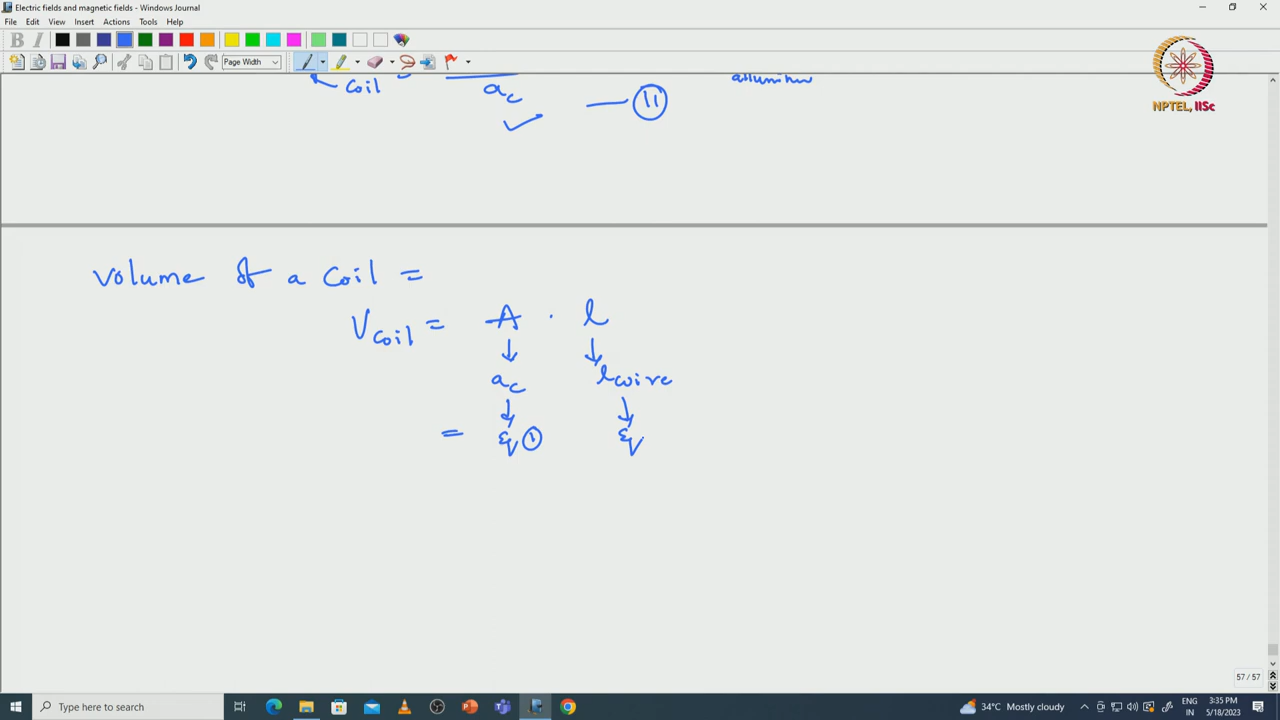 Electric fields and magnetic fields - Windows Journal
File Edit View Insert Actions Tools Help
B I
Page Width
NPTEL, IISc
coil
a_c
11
volume of a coil =
V_coil = A · l
↓ ↓
a_c l_wire
↓ ↓
= eq ① eq
57 / 57
Type here to search
34°C Mostly cloudy
ENG
IN
3:35 PM
5/18/2023